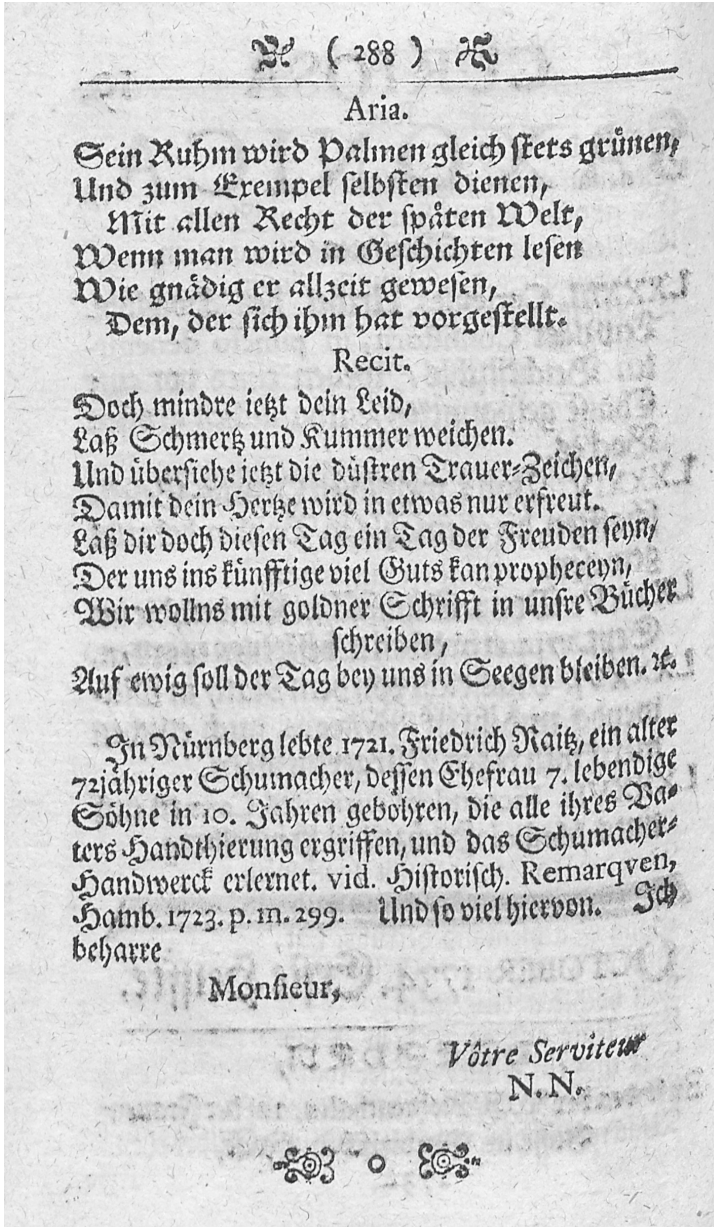 ( 288 )
Aria.
Sein Ruhm wird Palmen gleich stets grünen,
Und zum Exempel selbsten dienen,
Mit allen Recht der späten Welt,
Wenn man wird in Geschichten lesen
Wie gnädig er allzeit gewesen,
Dem, der sich ihm hat vorgestellt.
Recit.
Doch mindre ietzt dein Leid,
Laß Schmertz und Kummer weichen.
Und übersiehe ietzt die düstren Trauer-Zeichen,
Damit dein Hertze wird in etwas nur erfreut.
Laß dir doch diesen Tag ein Tag der Freuden seyn,
Der uns ins künfftige viel Guts kan propheceyn,
Wir wollns mit goldner Schrifft in unsre Bücher
schreiben,
Auf ewig soll der Tag bey uns in Seegen bleiben. ꝛc.
In Nürnberg lebte 1721. Friedrich Raitz, ein alter
72jähriger Schumacher, dessen Ehefrau 7. lebendige
Söhne in 10. Jahren gebohren, die alle ihres Va-
ters Handthierung ergriffen, und das Schumacher-
Handwerck erlernet. vid. Historisch. Remarqven,
Hamb. 1723. p. m. 299. Und so viel hiervon. Ich
beharre
Monsieur,
Vôtre Serviteur
N. N.